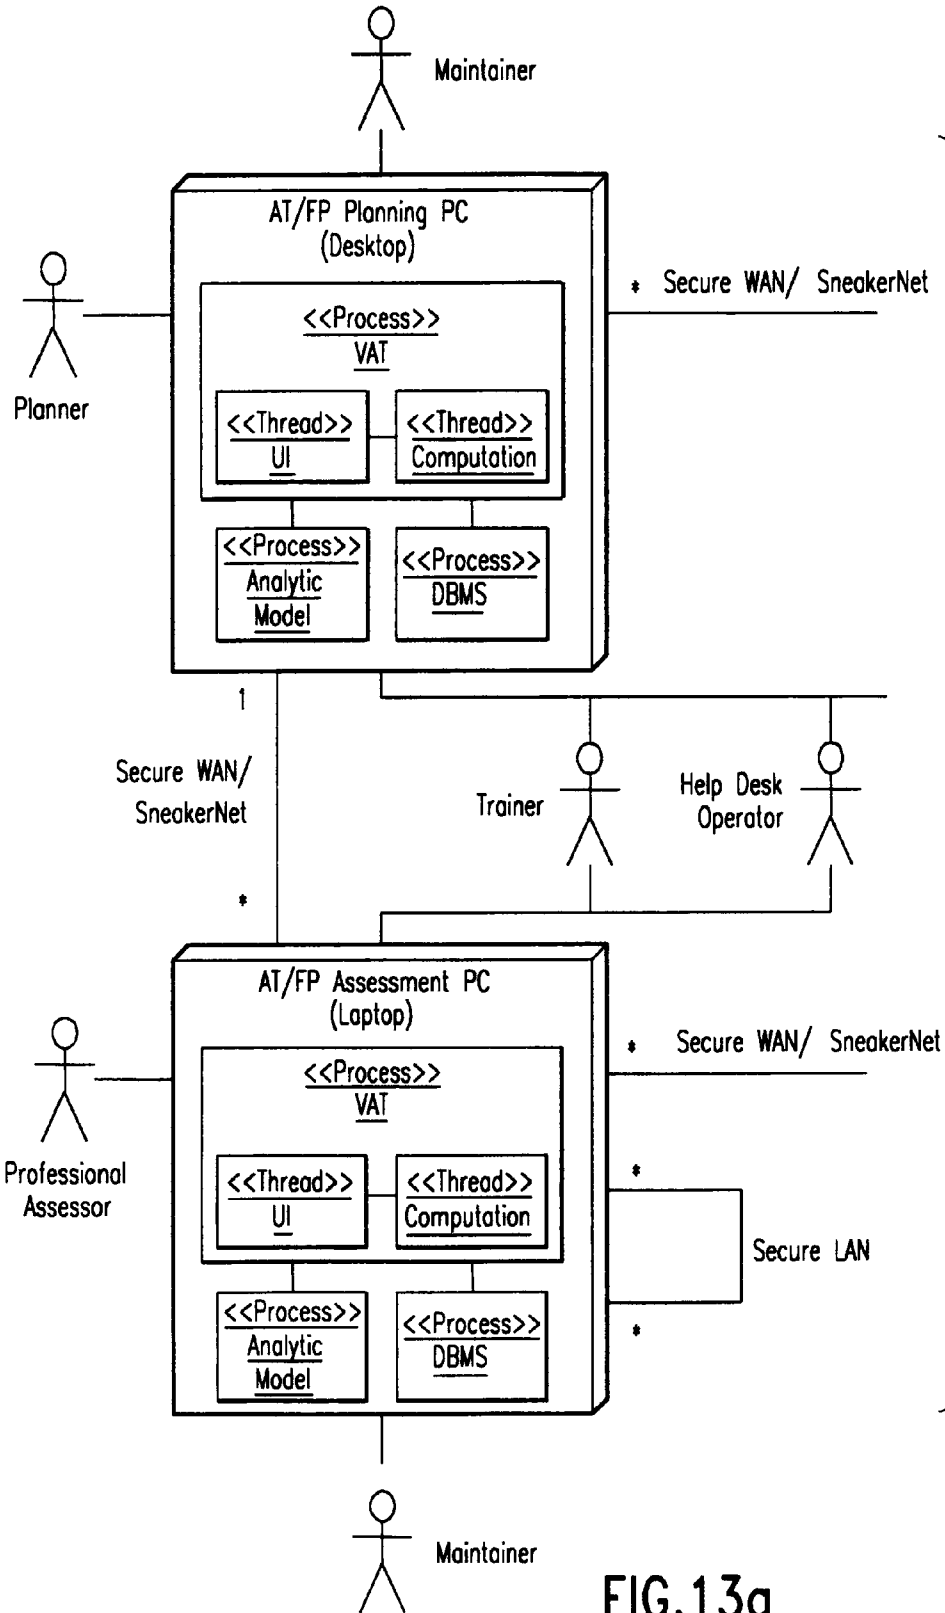 Maintainer
AT/FP Planning PC
(Desktop)
* Secure WAN/ SneakerNet
<<Process>>
VAT
Planner
<<Thread>>
UI
<<Thread>>
Computation
<<Process>>
Analytic
Model
<<Process>>
DBMS
1
Secure WAN/
SneakerNet
*
Trainer
Help Desk
Operator
AT/FP Assessment PC
(Laptop)
* Secure WAN/ SneakerNet
<<Process>>
VAT
Professional
Assessor
<<Thread>>
UI
<<Thread>>
Computation
*
Secure LAN
*
<<Process>>
Analytic
Model
<<Process>>
DBMS
Maintainer
FIG.13a